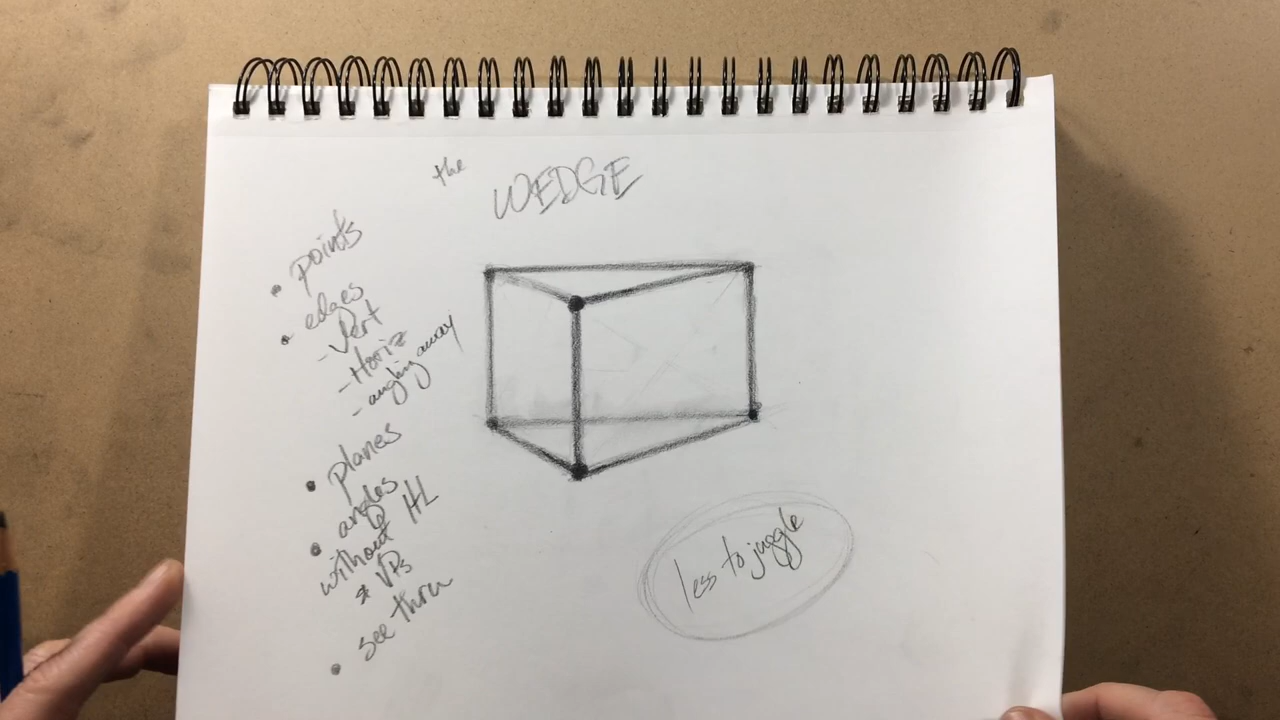 the WEDGE
• points
• edges
- Vert
- Horiz
- angling away
• planes
• angles
without HL
& VPs
• see thru
less to juggle